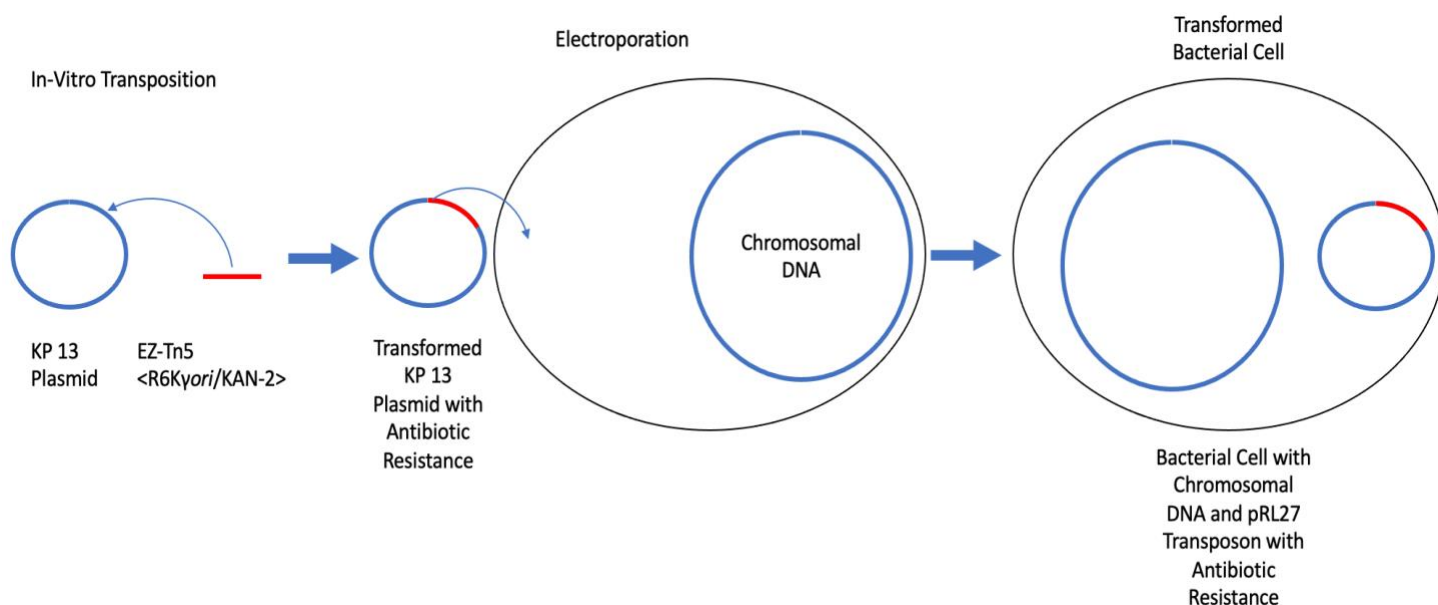 In-Vitro Transposition
Electroporation
Transformed
Bacterial Cell
KP 13
Plasmid
EZ-Tn5
<R6Kγori/KAN-2>
Transformed
KP 13
Plasmid with
Antibiotic
Resistance
Chromosomal
DNA
Bacterial Cell with
Chromosomal
DNA and pRL27
Transposon with
Antibiotic
Resistance